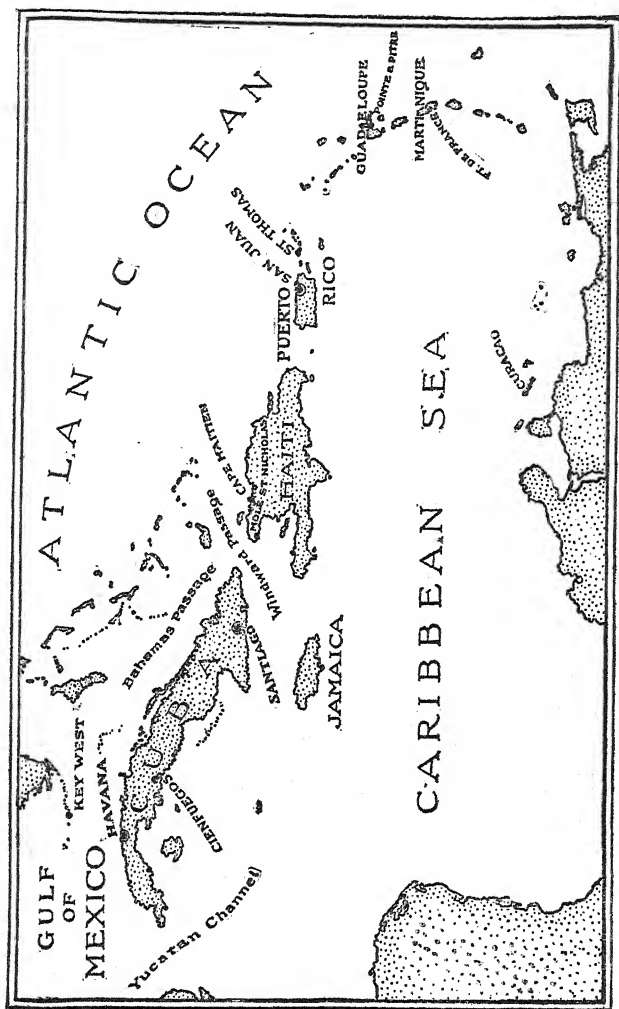 ATLANTIC OCEAN
GULF
OF
MEXICO
KEY WEST
HAVANA
Bahemas Passage
CUBA
CIENFUEGOS
Yucatan Channel
SANTIAGO
Windward Passage
CAPE HAITIEN
MOLE ST. NICHOLAS
HAITI
JAMAICA
PUERTO
RICO
SAN JUAN
ST THOMAS
GUADELOUPE
POINTE A PITRE
MARTINIQUE
FT. DE FRANCE
CARIBBEAN SEA
CURACAO